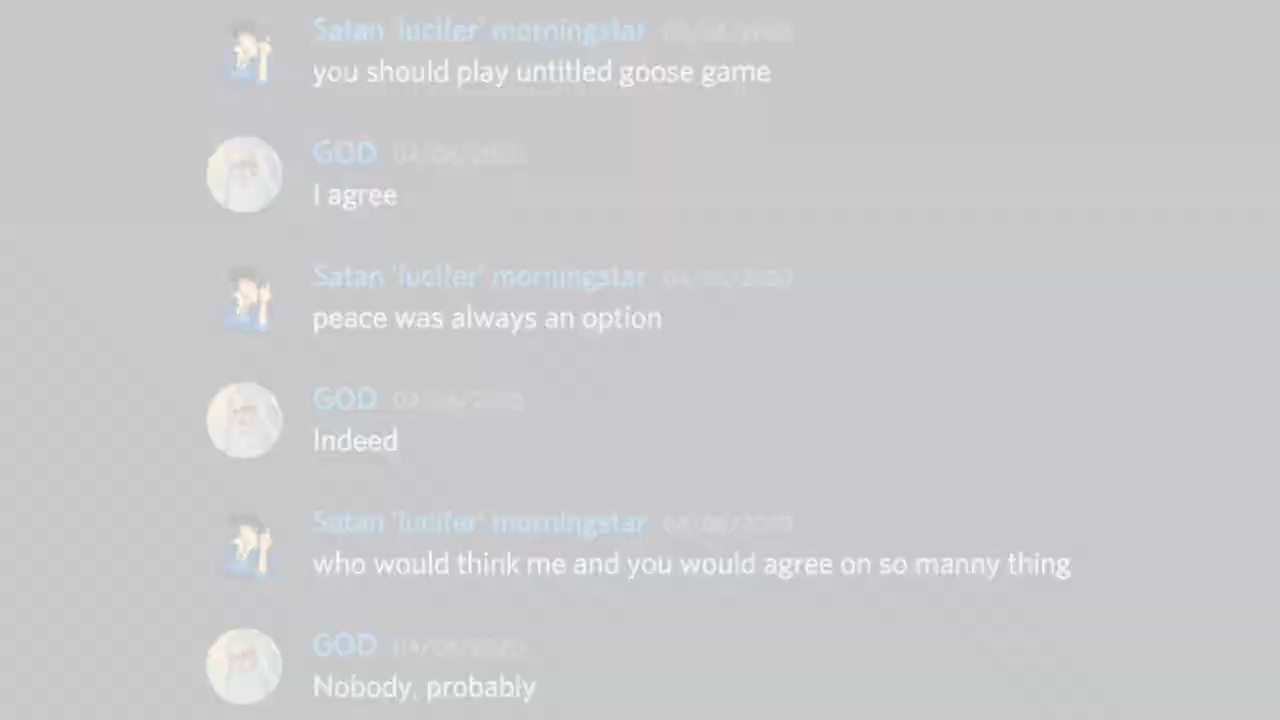 Satan 'lucifer' morningstar
you should play untitled goose game
GOD
I agree
Satan 'lucifer' morningstar
peace was always an option
GOD
Indeed
Satan 'lucifer' morningstar
who would think me and you would agree on so manny thing
GOD
Nobody, probably